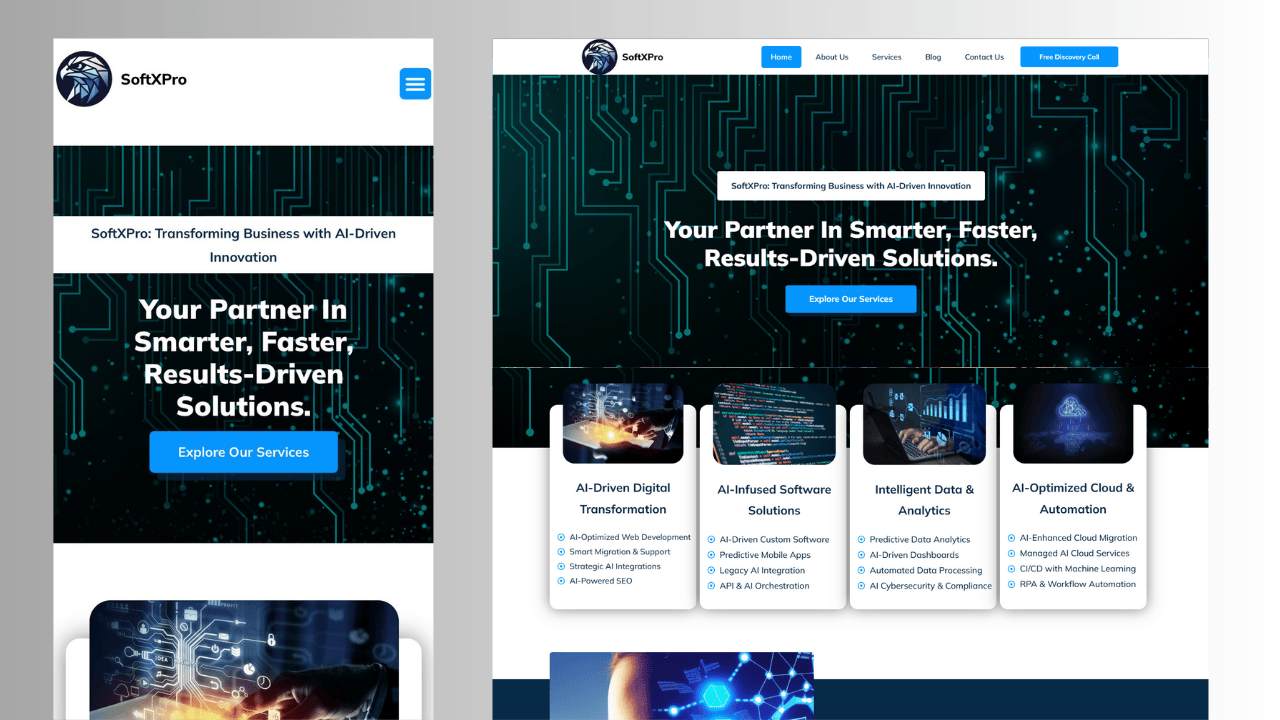 SoftXPro
SoftXPro: Transforming Business with AI-Driven
Innovation
Your Partner In
Smarter, Faster,
Results-Driven
Solutions.
Explore Our Services
IDEA
PROFIT
SoftXPro
Home
About Us
Services
Blog
Contact Us
Free Discovery Call
SoftXPro: Transforming Business with AI-Driven Innovation
Your Partner In Smarter, Faster,
Results-Driven Solutions.
Explore Our Services
AI-Driven Digital
Transformation
AI-Optimized Web Development
Smart Migration & Support
Strategic AI Integrations
AI-Powered SEO
AI-Infused Software
Solutions
AI-Driven Custom Software
Predictive Mobile Apps
Legacy AI Integration
API & AI Orchestration
Intelligent Data &
Analytics
Predictive Data Analytics
AI-Driven Dashboards
Automated Data Processing
AI Cybersecurity & Compliance
AI-Optimized Cloud &
Automation
AI-Enhanced Cloud Migration
Managed AI Cloud Services
CI/CD with Machine Learning
RPA & Workflow Automation